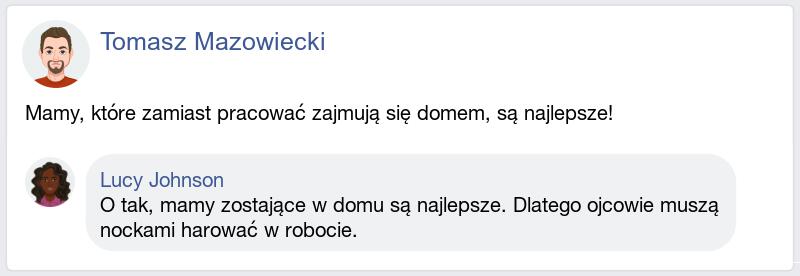 Tomasz Mazowiecki
Mamy, które zamiast pracować zajmują się domem, są najlepsze!
Lucy Johnson
O tak, mamy zostające w domu są najlepsze. Dlatego ojcowie muszą
nockami harować w robocie.